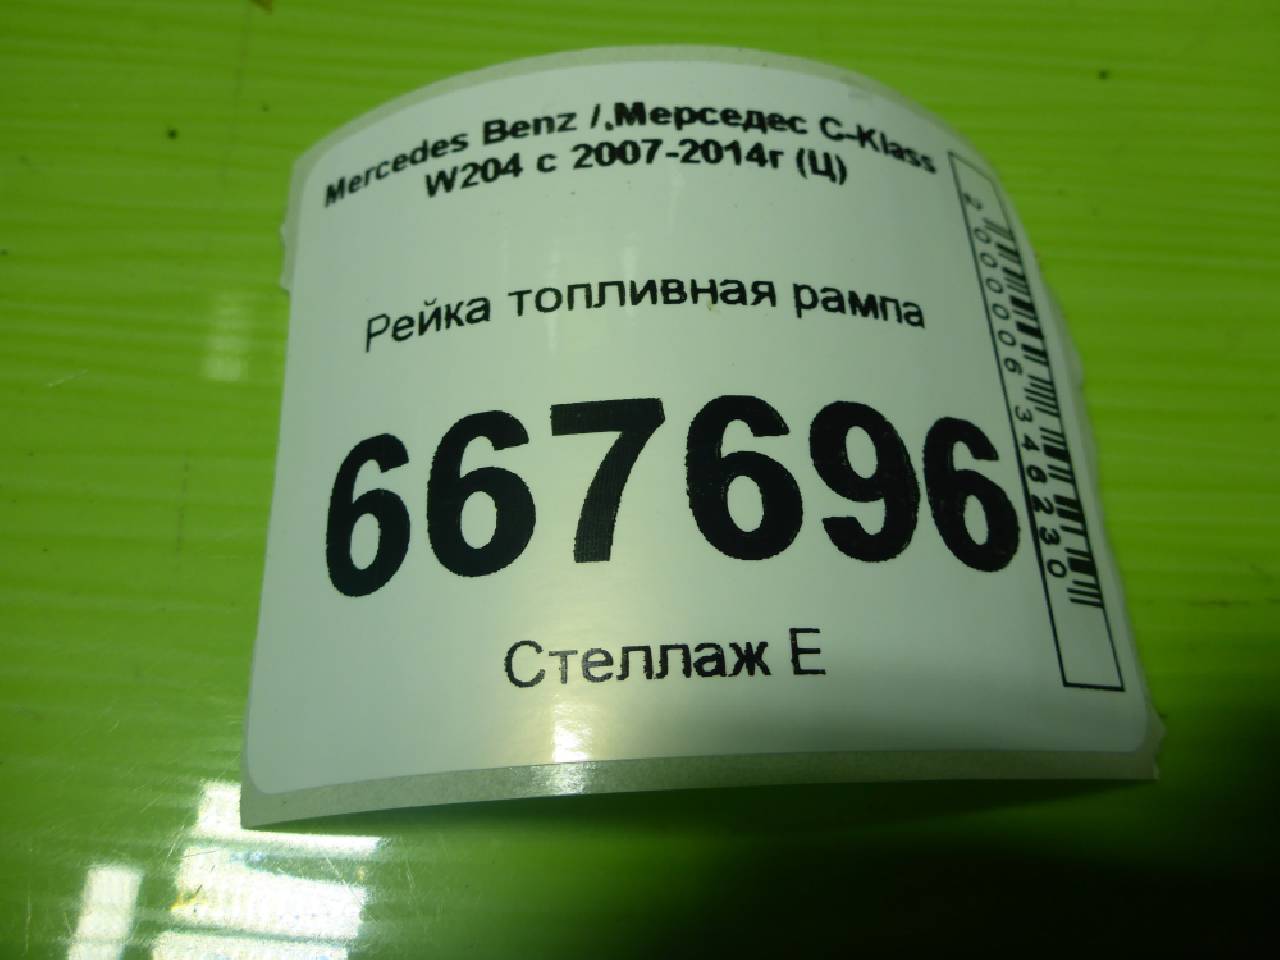 Mercedes Benz /.Мерседес C-Klass
W204 с 2007-2014г (Ц)
Рейка топливная рампа
667696
Стеллаж Е
2000006346230